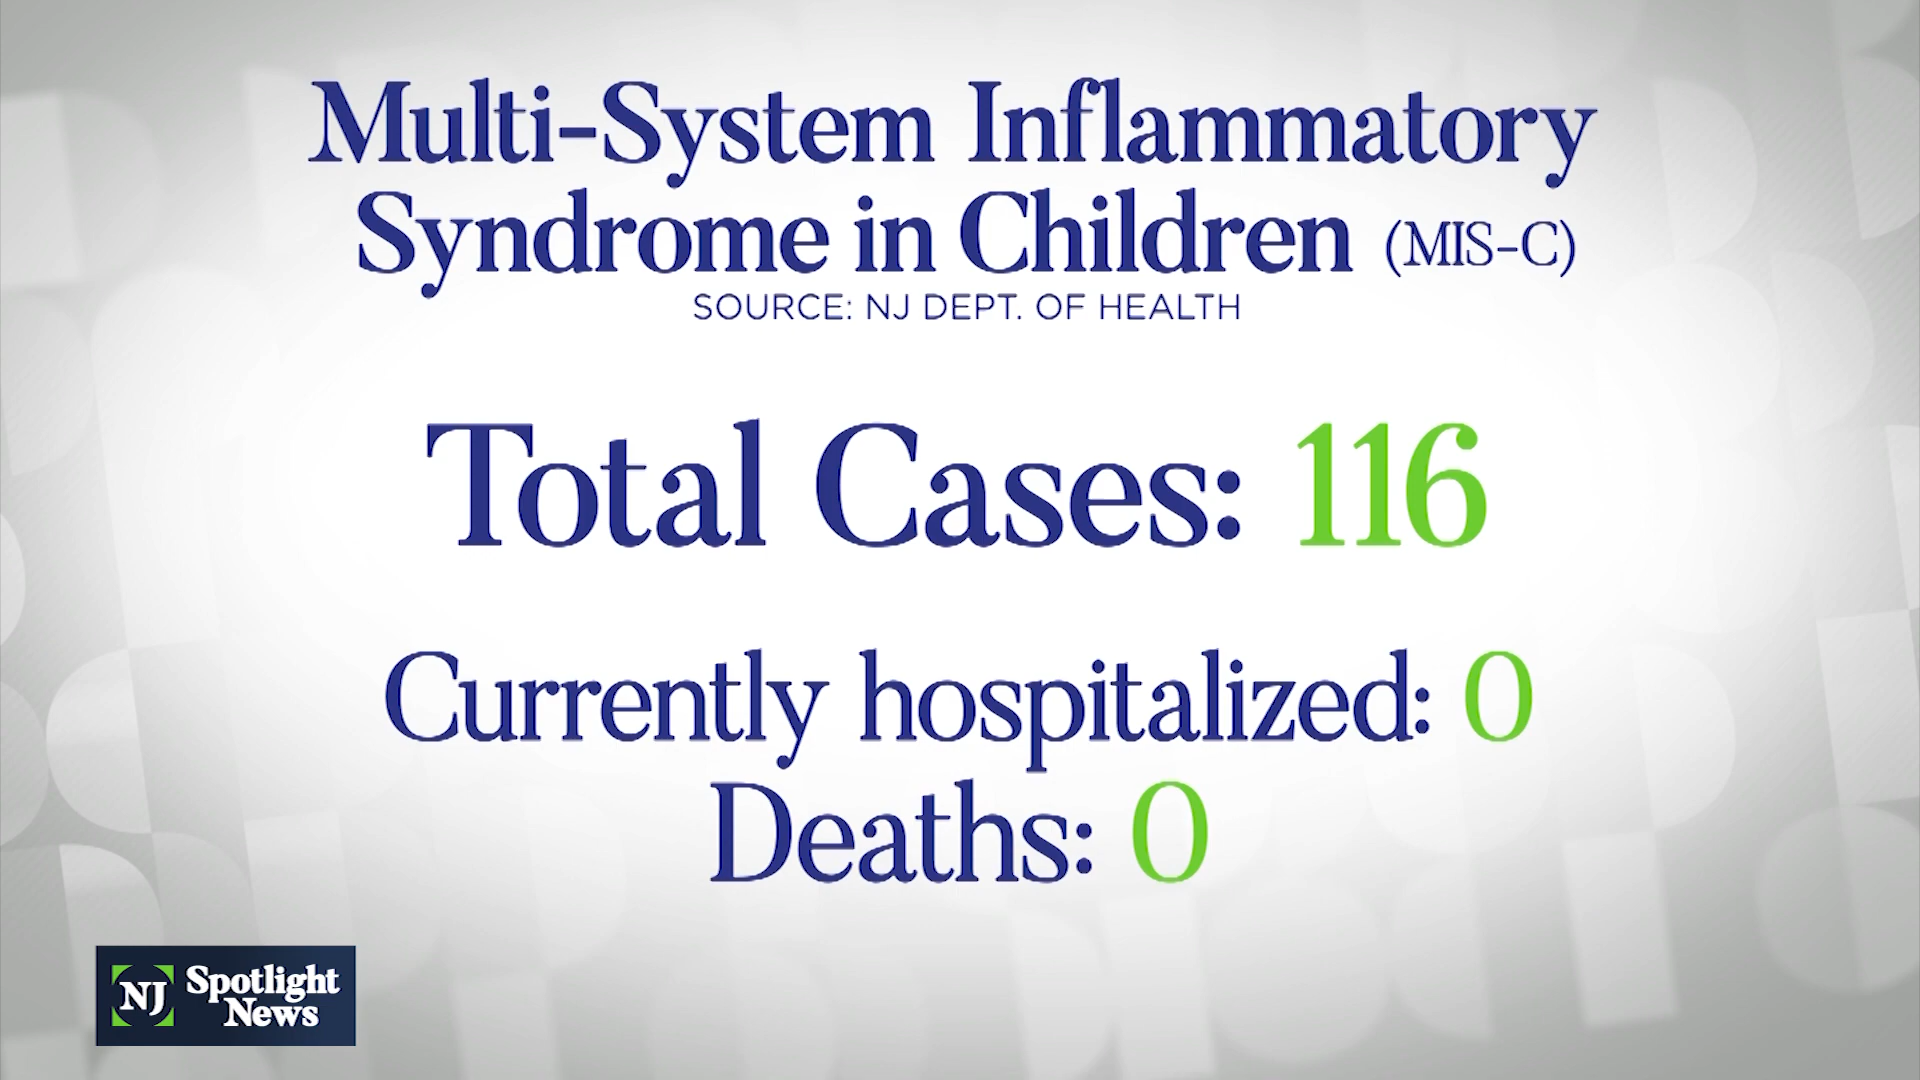 Multi-System Inflammatory
Syndrome in Children (MIS-C)
SOURCE: NJ DEPT. OF HEALTH
Total Cases: 116
Currently hospitalized: 0
Deaths: 0
NJ Spotlight
News